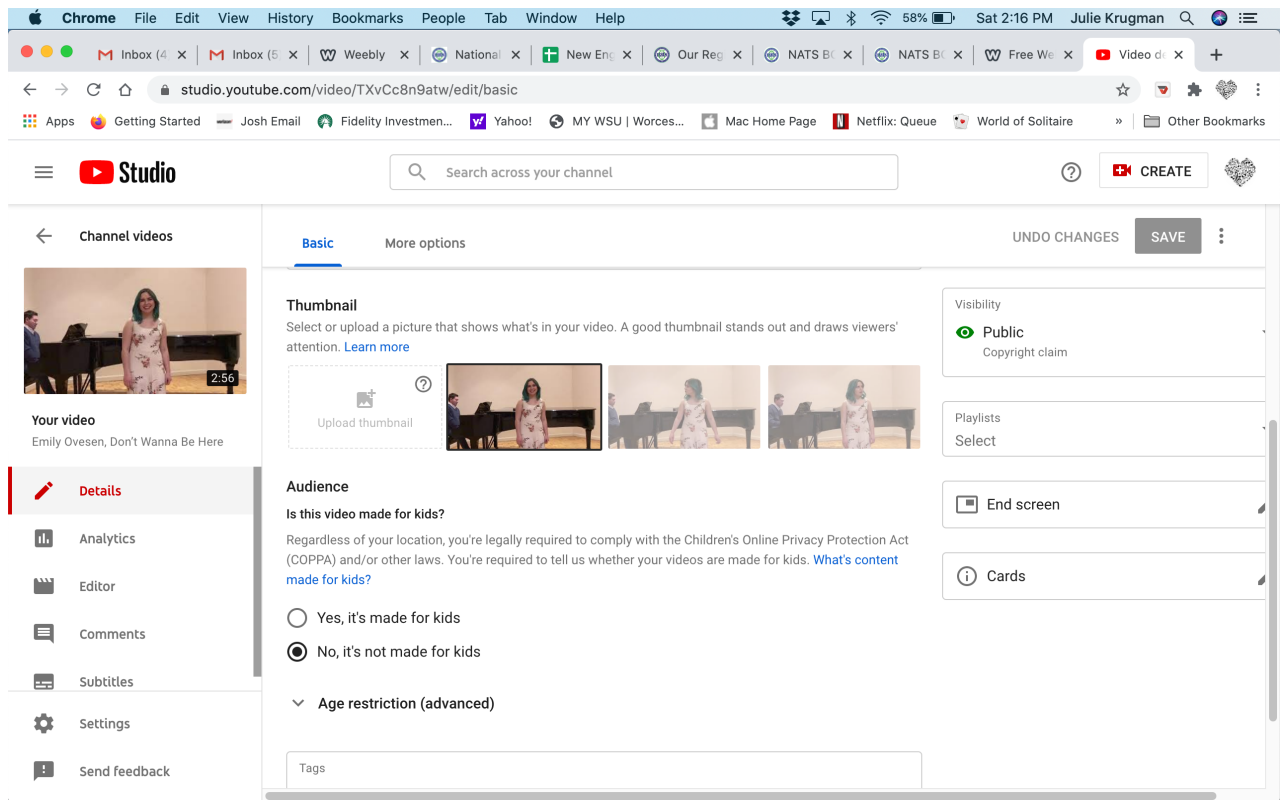 Chrome File Edit View History Bookmarks People Tab Window Help 58% Sat 2:16 PM Julie Krugman
Inbox (4 Inbox (5 Weebly National New Eng Our Reg NATS BO NATS BO Free We Video de
studio.youtube.com/video/TXvCc8n9atw/edit/basic
Apps Getting Started Josh Email Fidelity Investmen... Yahoo! MY WSU | Worces... Mac Home Page Netflix: Queue World of Solitaire » Other Bookmarks
Studio Search across your channel CREATE
Channel videos
Basic More options UNDO CHANGES SAVE
2:56
Your video
Emily Ovesen, Don't Wanna Be Here
Details
Analytics
Editor
Comments
Subtitles
Settings
Send feedback
Thumbnail
Select or upload a picture that shows what's in your video. A good thumbnail stands out and draws viewers'
attention. Learn more
Upload thumbnail
Audience
Is this video made for kids?
Regardless of your location, you're legally required to comply with the Children's Online Privacy Protection Act
(COPPA) and/or other laws. You're required to tell us whether your videos are made for kids. What's content
made for kids?
Yes, it's made for kids
No, it's not made for kids
Age restriction (advanced)
Tags
Visibility
Public
Copyright claim
Playlists
Select
End screen
Cards